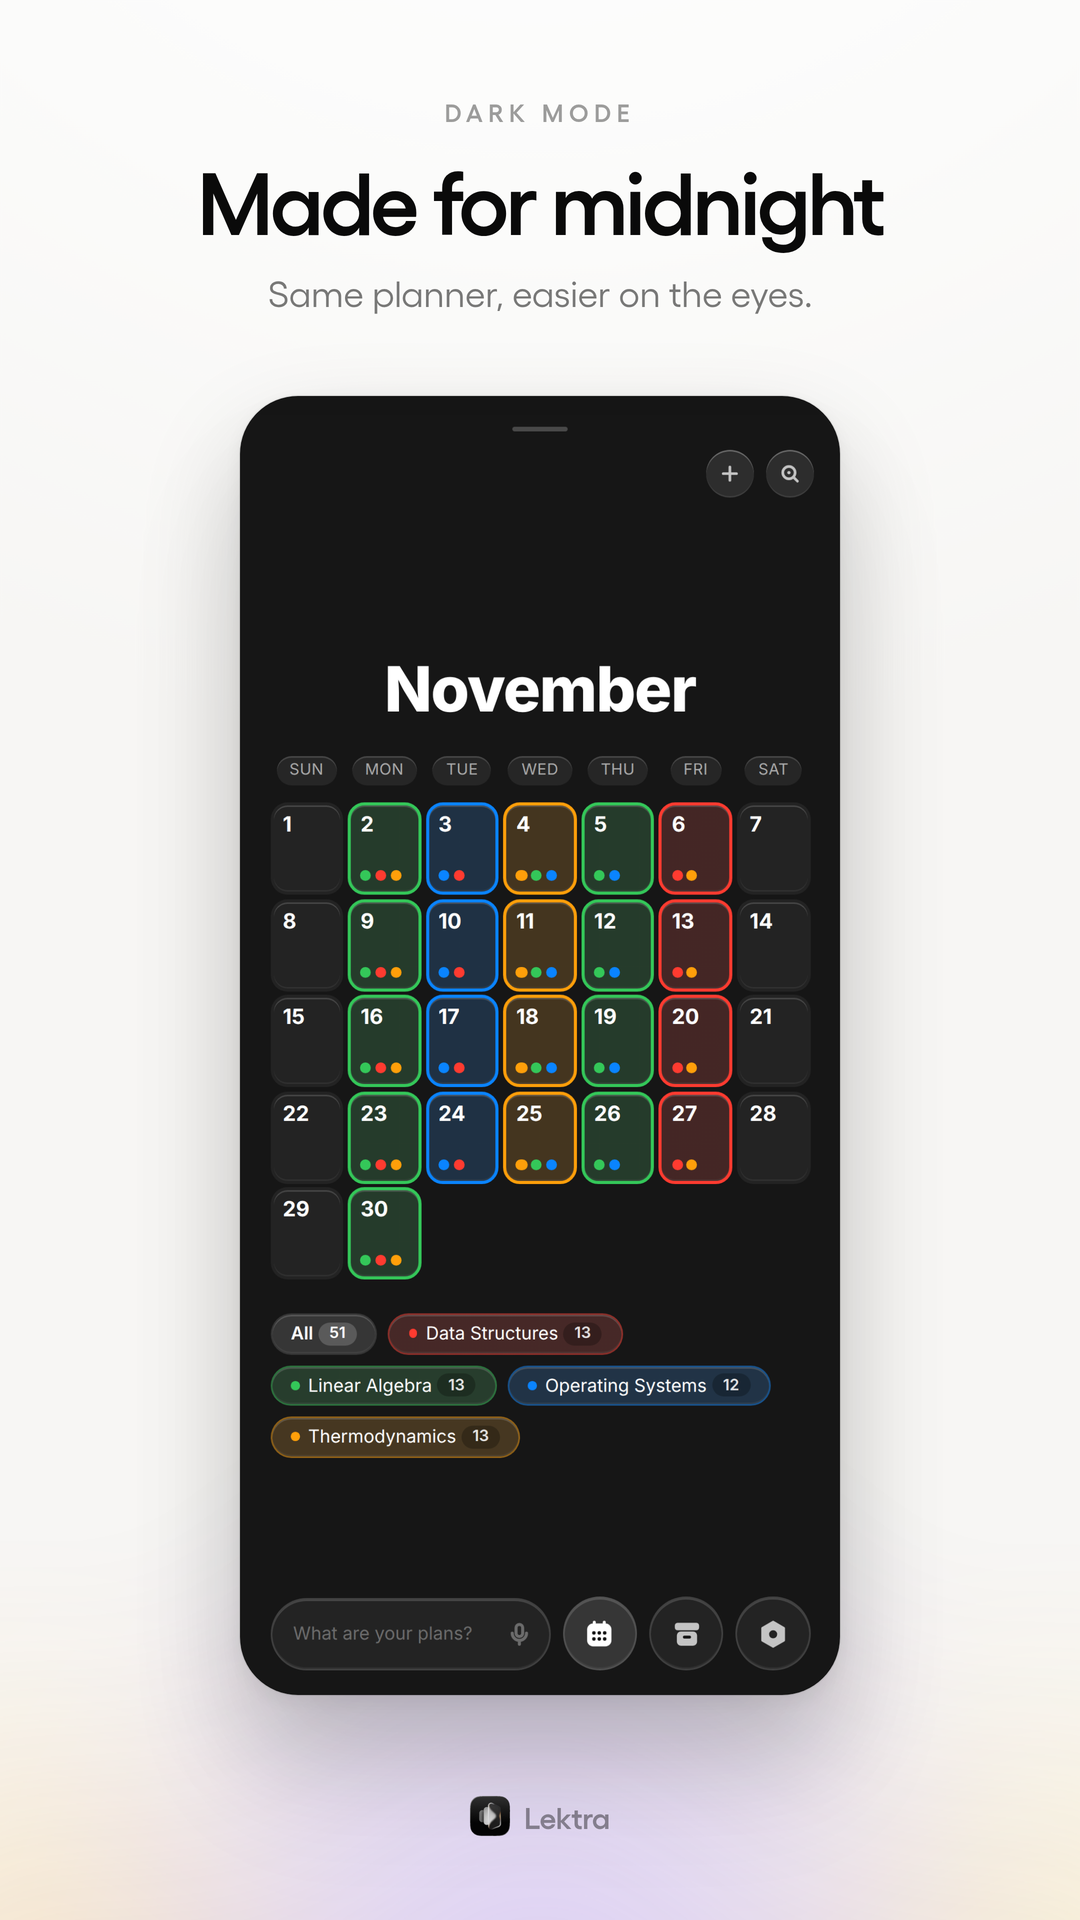 DARK MODE
Made for midnight
Same planner, easier on the eyes.
November
SUN MON TUE WED THU FRI SAT
1 2 3 4 5 6 7
8 9 10 11 12 13 14
15 16 17 18 19 20 21
22 23 24 25 26 27 28
29 30
All 51 Data Structures 13
Linear Algebra 13 Operating Systems 12
Thermodynamics 13
What are your plans?
Lektra